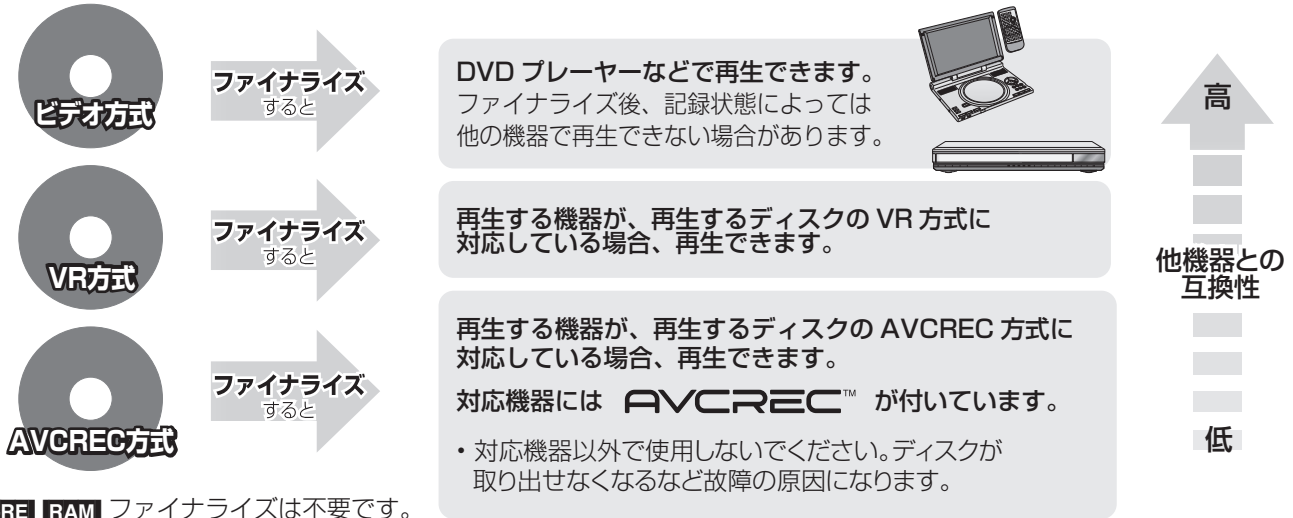 ビデオ方式
ファイナライズ
すると
DVD プレーヤーなどで再生できます。
ファイナライズ後、記録状態によっては
他の機器で再生できない場合があります。
VR方式
ファイナライズ
すると
再生する機器が、再生するディスクの VR 方式に
対応している場合、再生できます。
AVCREC方式
ファイナライズ
すると
再生する機器が、再生するディスクの AVCREC 方式に
対応している場合、再生できます。
対応機器には AVCREC™ が付いています。
・対応機器以外で使用しないでください。ディスクが
取り出せなくなるなど故障の原因になります。
高
他機器との
互換性
低
RE RAM ファイナライズは不要です。